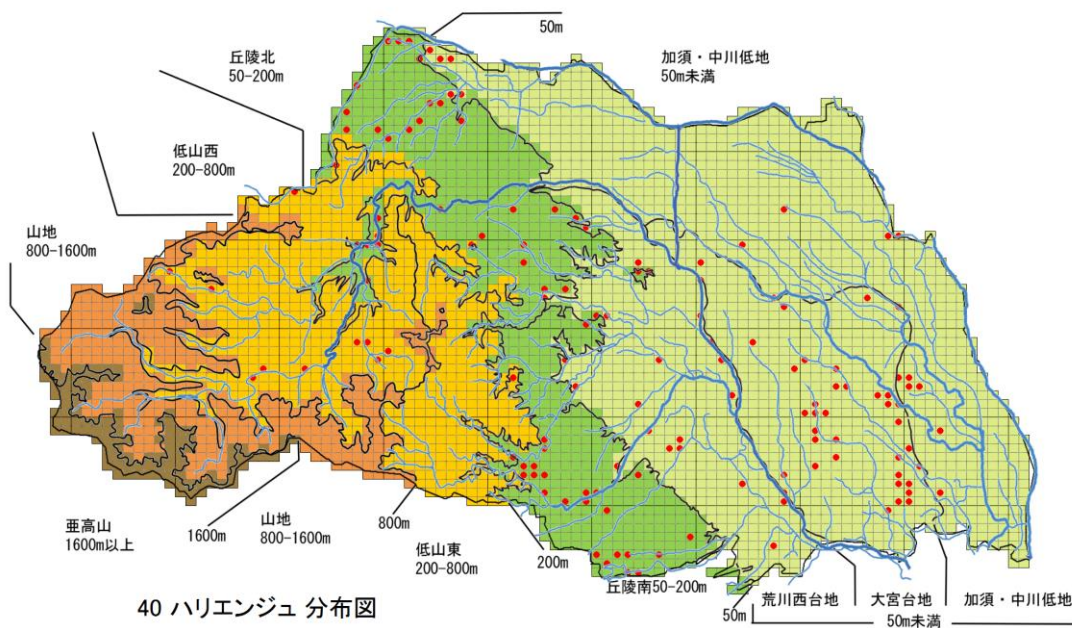 50m
丘陵北
50-200m
加須・中川低地
50m未満
低山西
200-800m
山地
800-1600m
亜高山
1600m以上
1600m
山地
800-1600m
800m
低山東
200-800m
200m
丘陵南50-200m
50m
荒川西台地
大宮台地
加須・中川低地
50m未満
40 ハリエンジュ 分布図